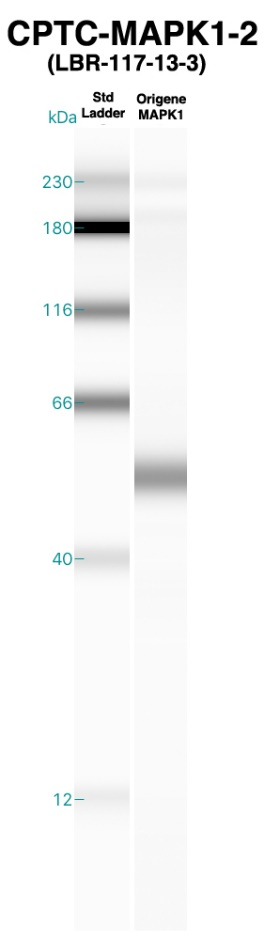 CPTC-MAPK1-2
(LBR-117-13-3)
Std Origene
kDa Ladder MAPK1
230
180
116
66
40
12